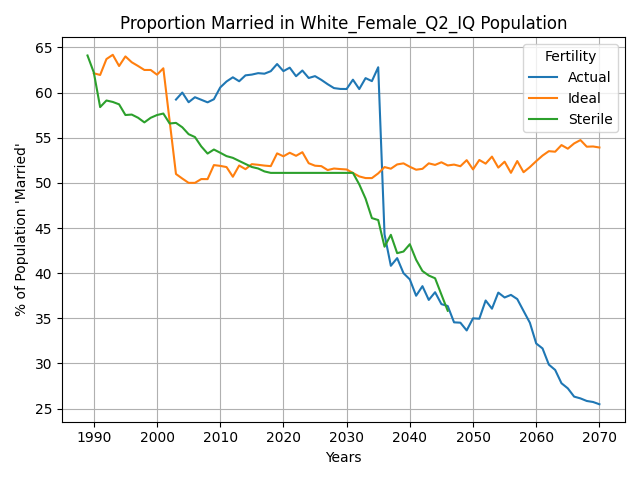 Proportion Married in White_Female_Q2_IQ Population
% of Population 'Married'
65
60
55
50
45
40
35
30
25
Fertility
Actual
Ideal
Sterile
1990 2000 2010 2020 2030 2040 2050 2060 2070
Years